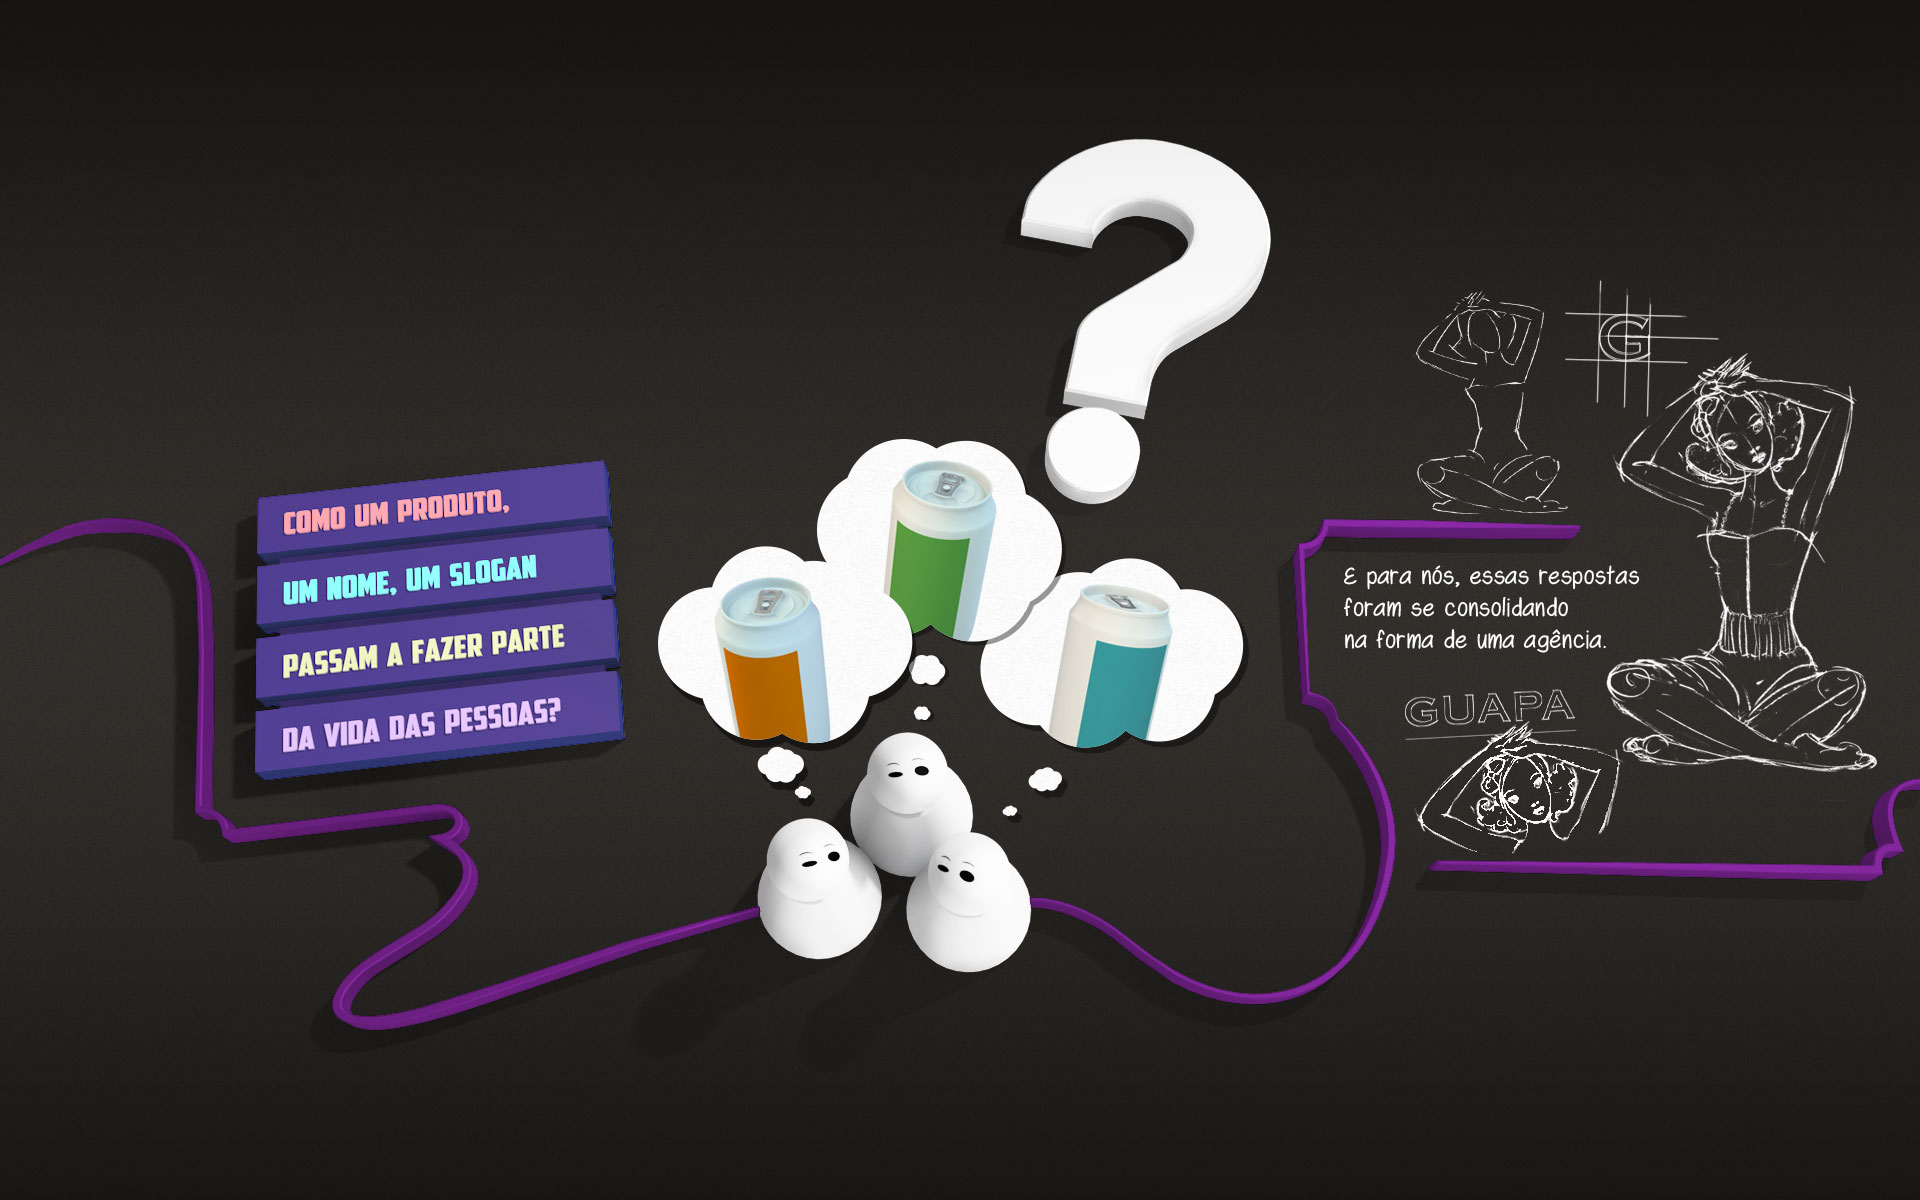 COMO UM PRODUTO,
UM NOME, UM SLOGAN
PASSAM A FAZER PARTE
DA VIDA DAS PESSOAS?
?
G
E para nós, essas respostas
foram se consolidando
na forma de uma agência.
GUAPA